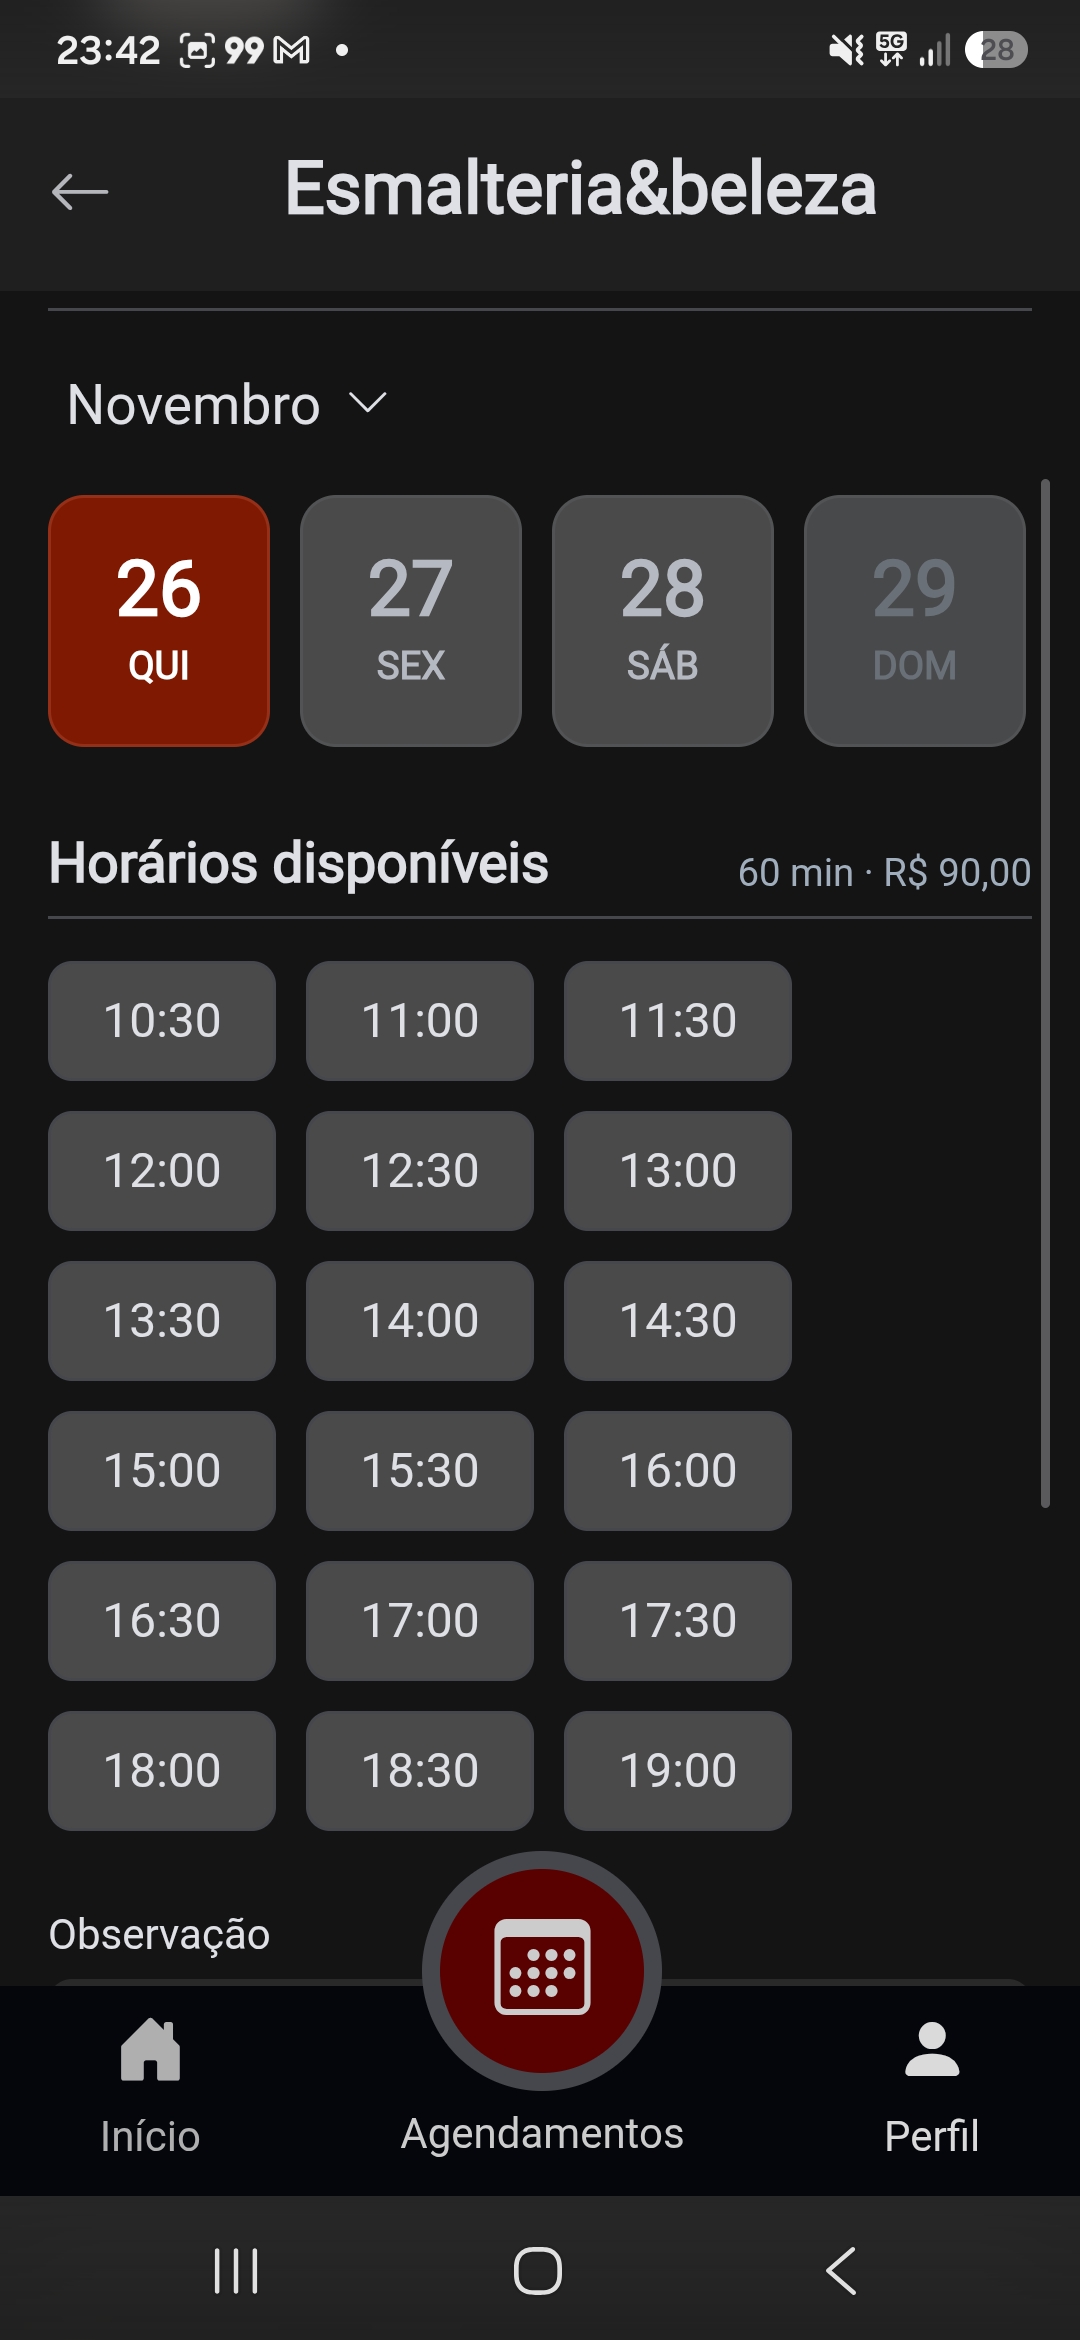 23:42 99 5G 28
Esmalteria&beleza
Novembro
26 27 28 29
QUI SEX SÁB DOM
Horários disponíveis 60 min · R$ 90,00
10:30 11:00 11:30
12:00 12:30 13:00
13:30 14:00 14:30
15:00 15:30 16:00
16:30 17:00 17:30
18:00 18:30 19:00
Observação
Início Agendamentos Perfil